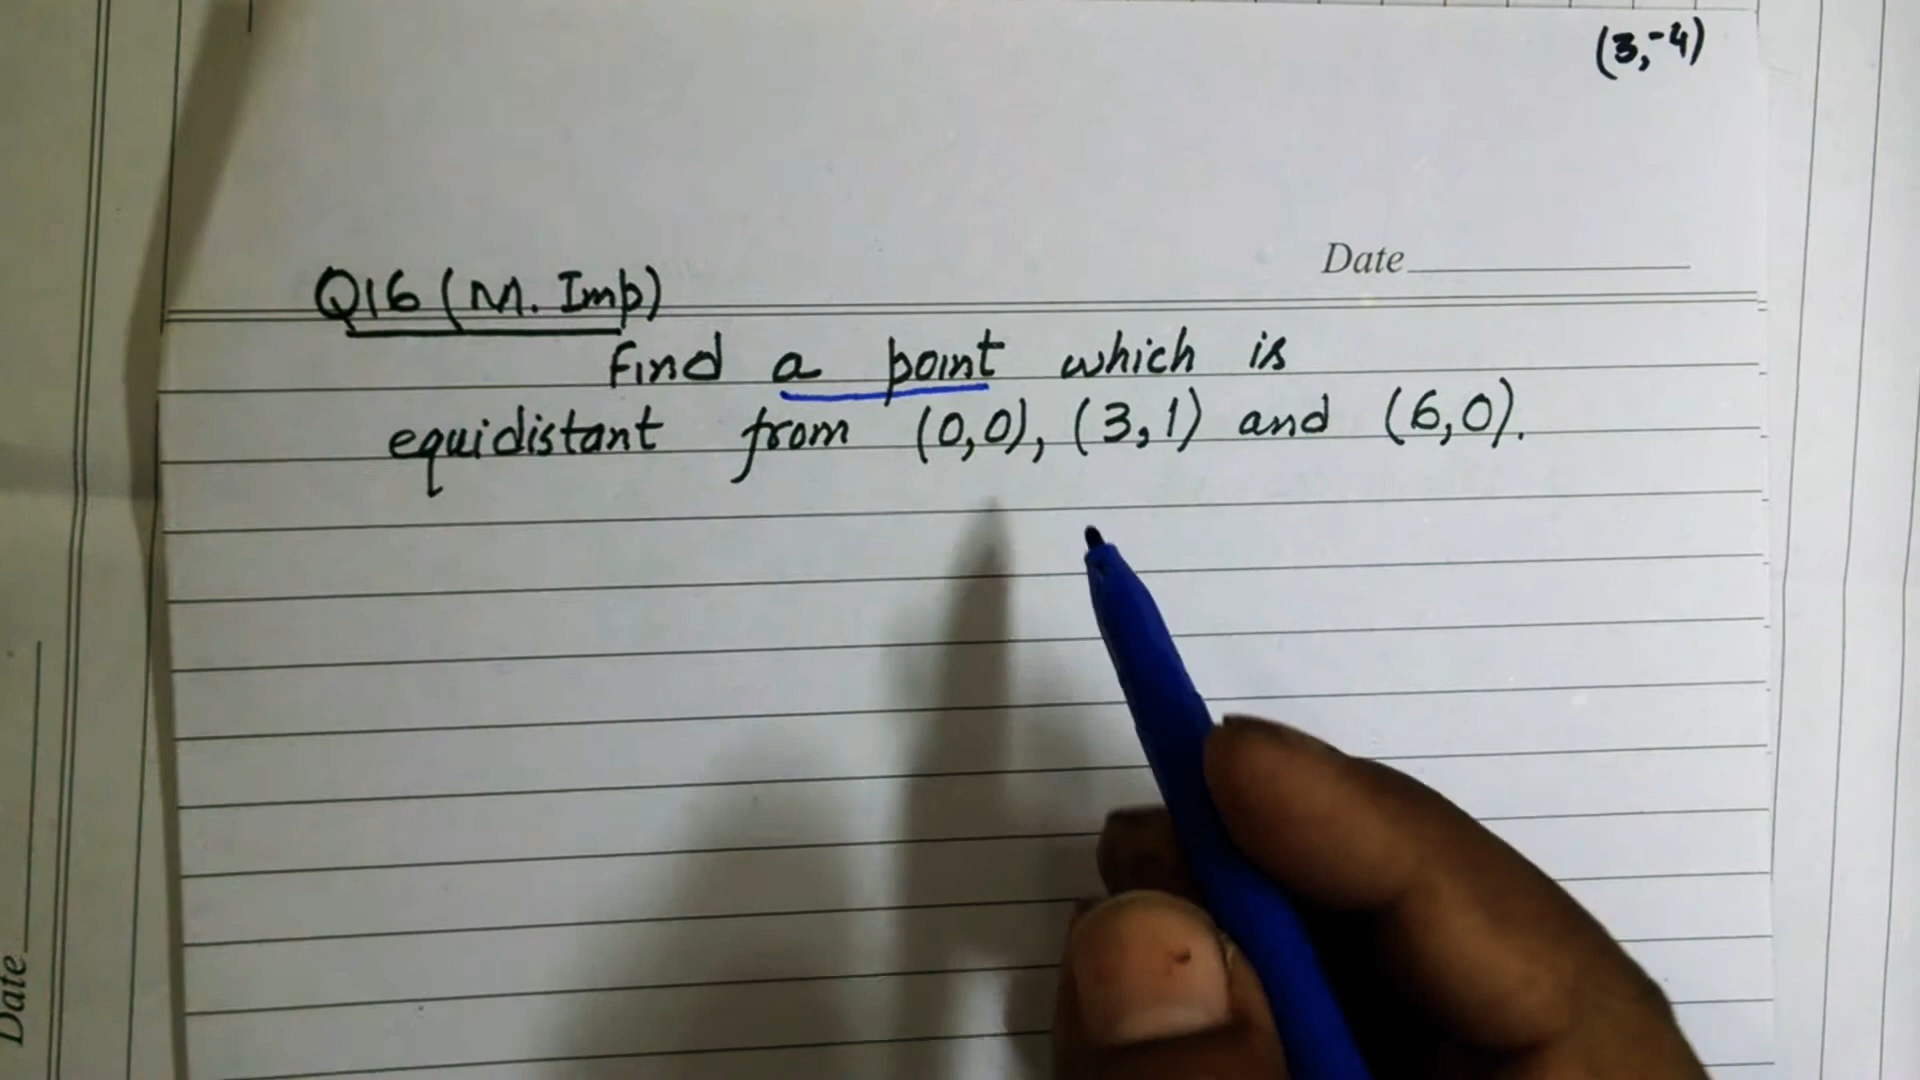 (3,-4)
Date
Q16 (M. Imp)
Find a point which is
equidistant from (0,0), (3,1) and (6,0).
Date